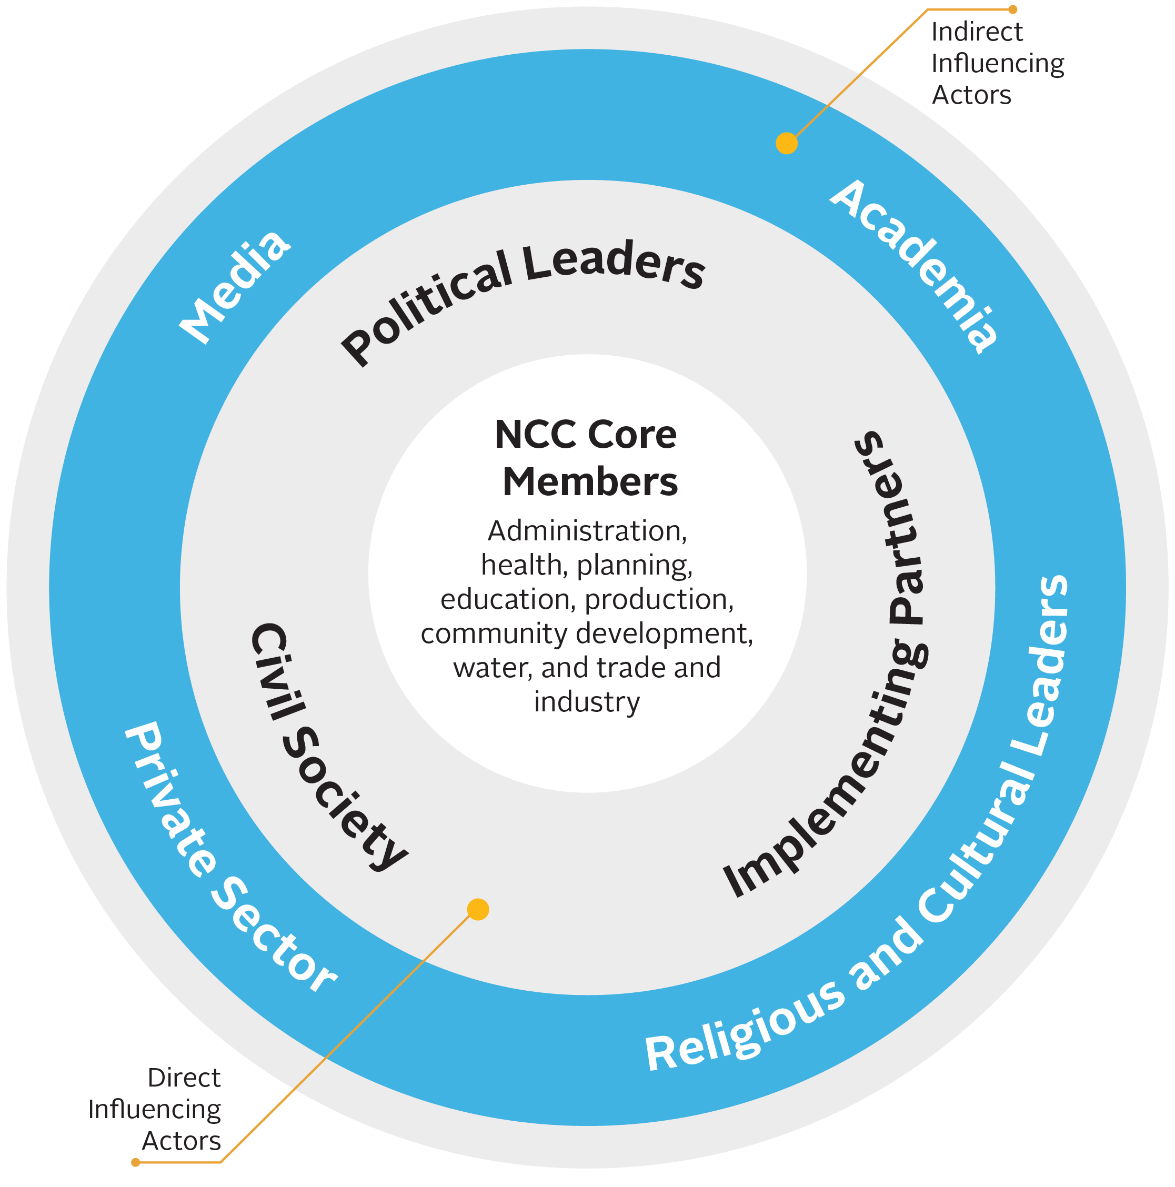 Indirect
Influencing
Actors
Media
Academia
Political Leaders
NCC Core
Members
Administration,
health, planning,
education, production,
community development,
water, and trade and
industry
Implementing Partners
Civil Society
Private Sector
Religious and Cultural Leaders
Direct
Influencing
Actors